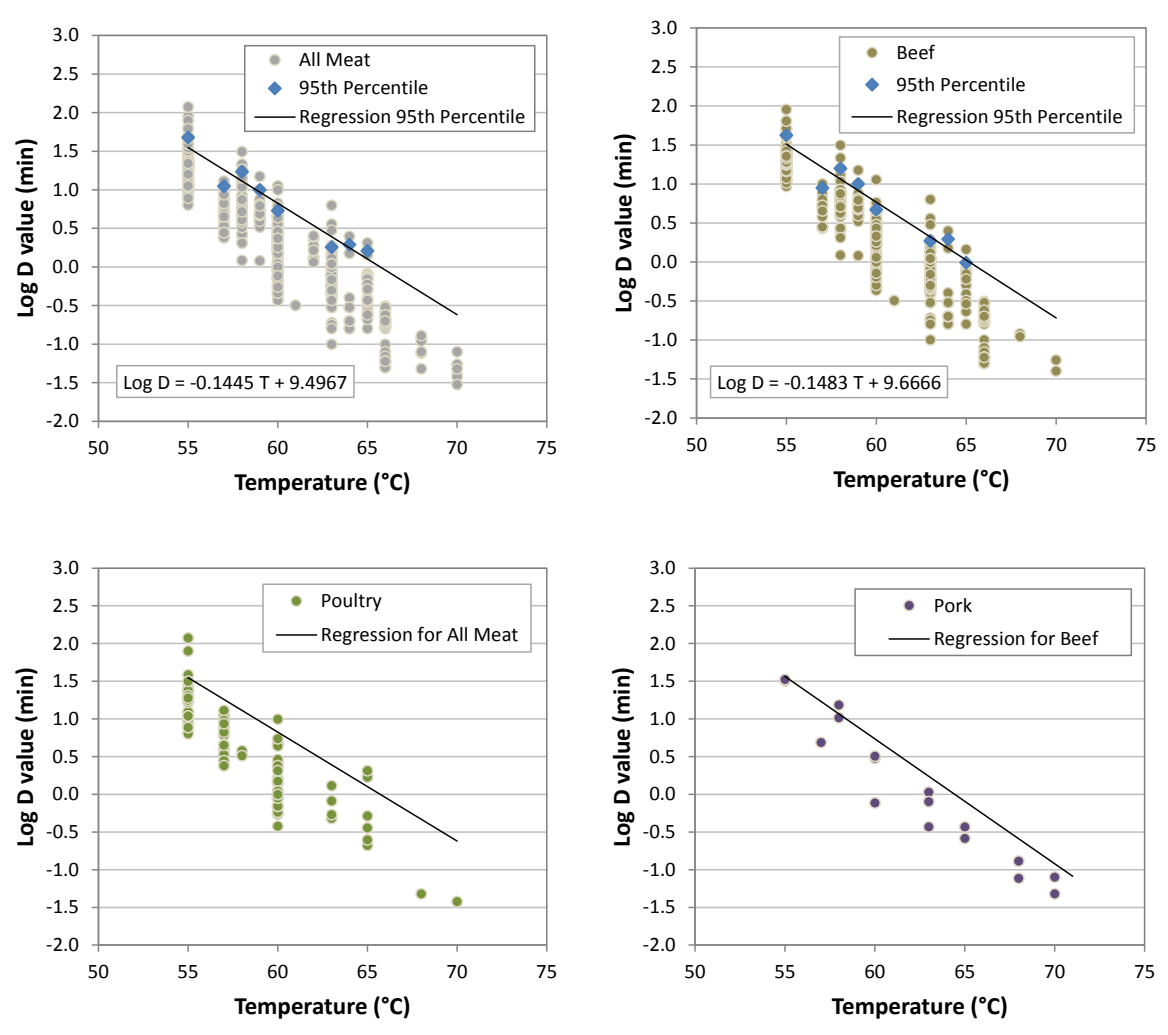 3.0
2.5
2.0
1.5
1.0
0.5
0.0
-0.5
-1.0
-1.5
-2.0
Log D value (min)
All Meat
95th Percentile
Regression 95th Percentile
Log D = -0.1445 T + 9.4967
50 55 60 65 70 75
Temperature (°C)
3.0
2.5
2.0
1.5
1.0
0.5
0.0
-0.5
-1.0
-1.5
-2.0
Log D value (min)
Beef
95th Percentile
Regression 95th Percentile
Log D = -0.1483 T + 9.6666
50 55 60 65 70 75
Temperature (°C)
3.0
2.5
2.0
1.5
1.0
0.5
0.0
-0.5
-1.0
-1.5
-2.0
Log D value (min)
Poultry
Regression for All Meat
50 55 60 65 70 75
Temperature (°C)
3.0
2.5
2.0
1.5
1.0
0.5
0.0
-0.5
-1.0
-1.5
-2.0
Log D value (min)
Pork
Regression for Beef
50 55 60 65 70 75
Temperature (°C)